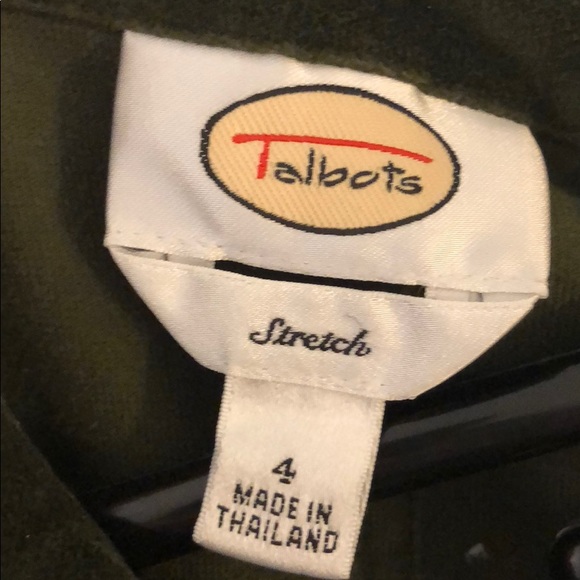 Talbots
Stretch
4
MADE IN
THAILAND